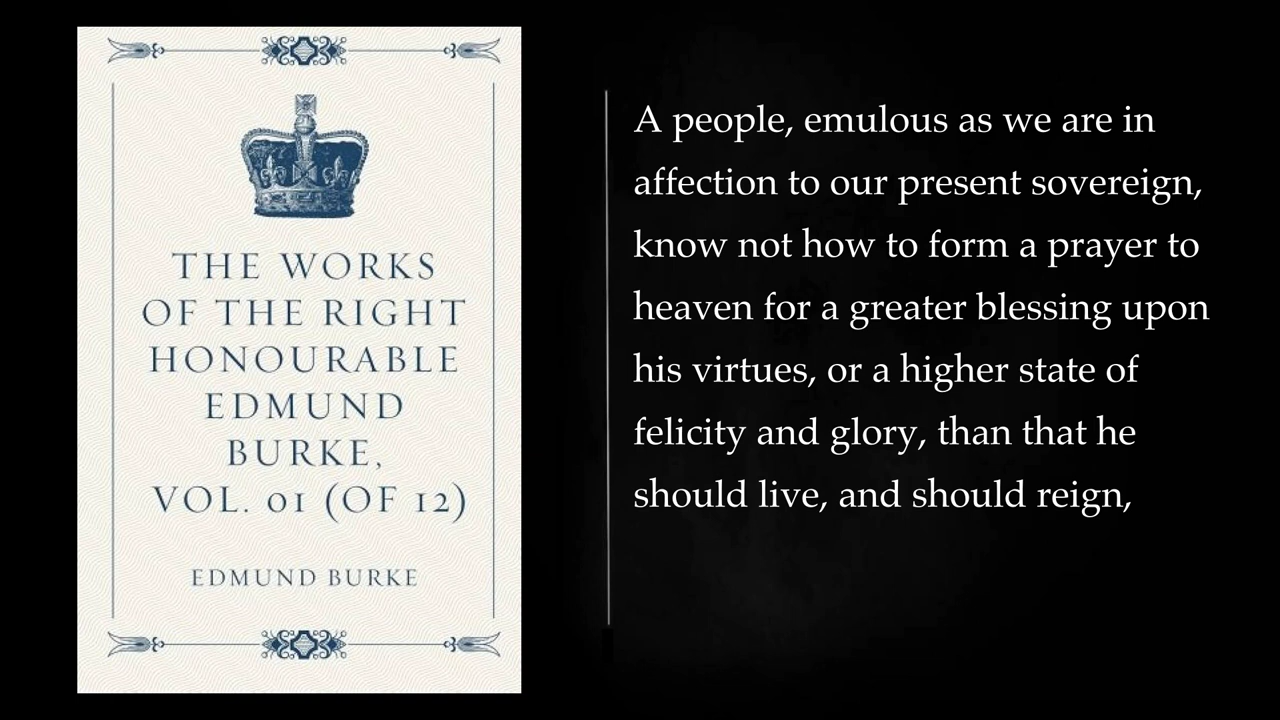 THE WORKS
OF THE RIGHT
HONOURABLE
EDMUND
BURKE,
VOL. 01 (OF 12)
EDMUND BURKE
A people, emulous as we are in
affection to our present sovereign,
know not how to form a prayer to
heaven for a greater blessing upon
his virtues, or a higher state of
felicity and glory, than that he
should live, and should reign,